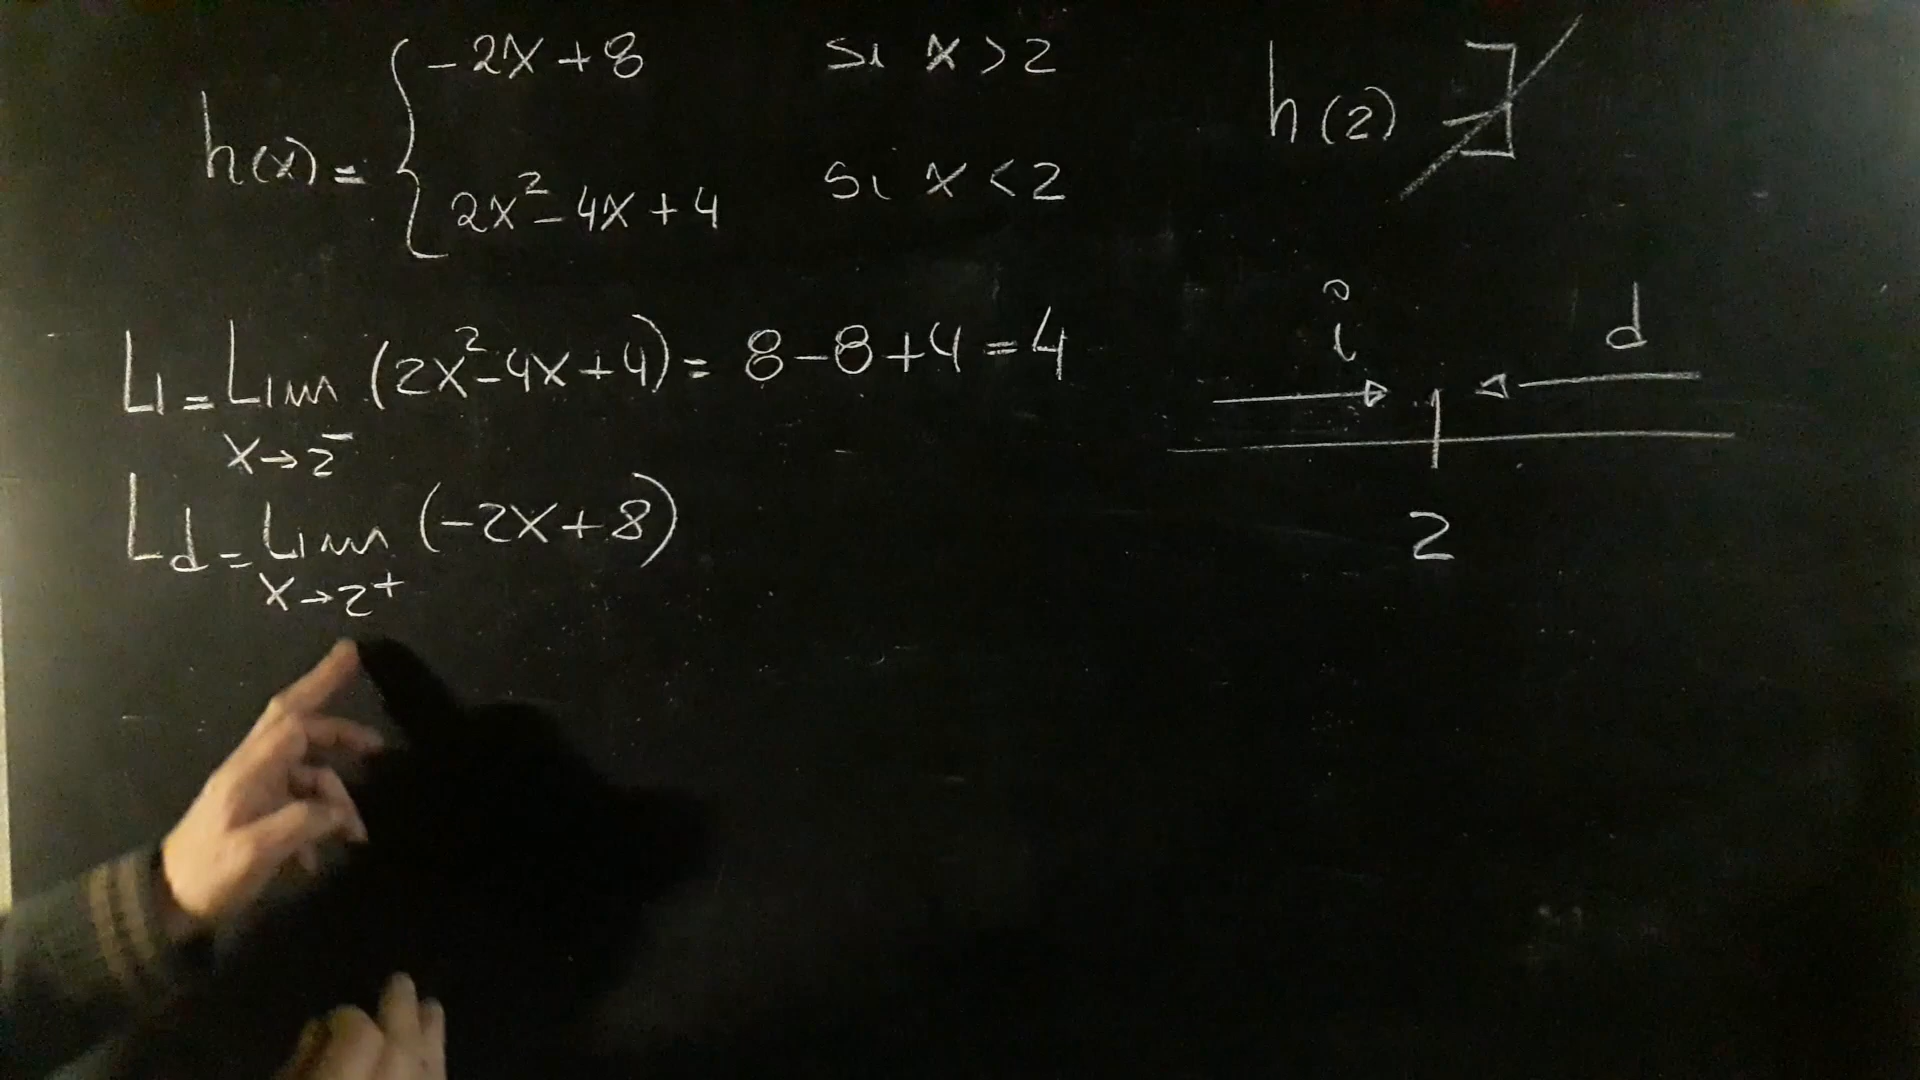 h(x) = { -2x + 8 si x > 2
2x² - 4x + 4 si x < 2
h(2) ∄
Li = Lim (2x² - 4x + 4) = 8 - 8 + 4 = 4
x → 2⁻
Ld = Lim (-2x + 8)
x → 2⁺
i d
2